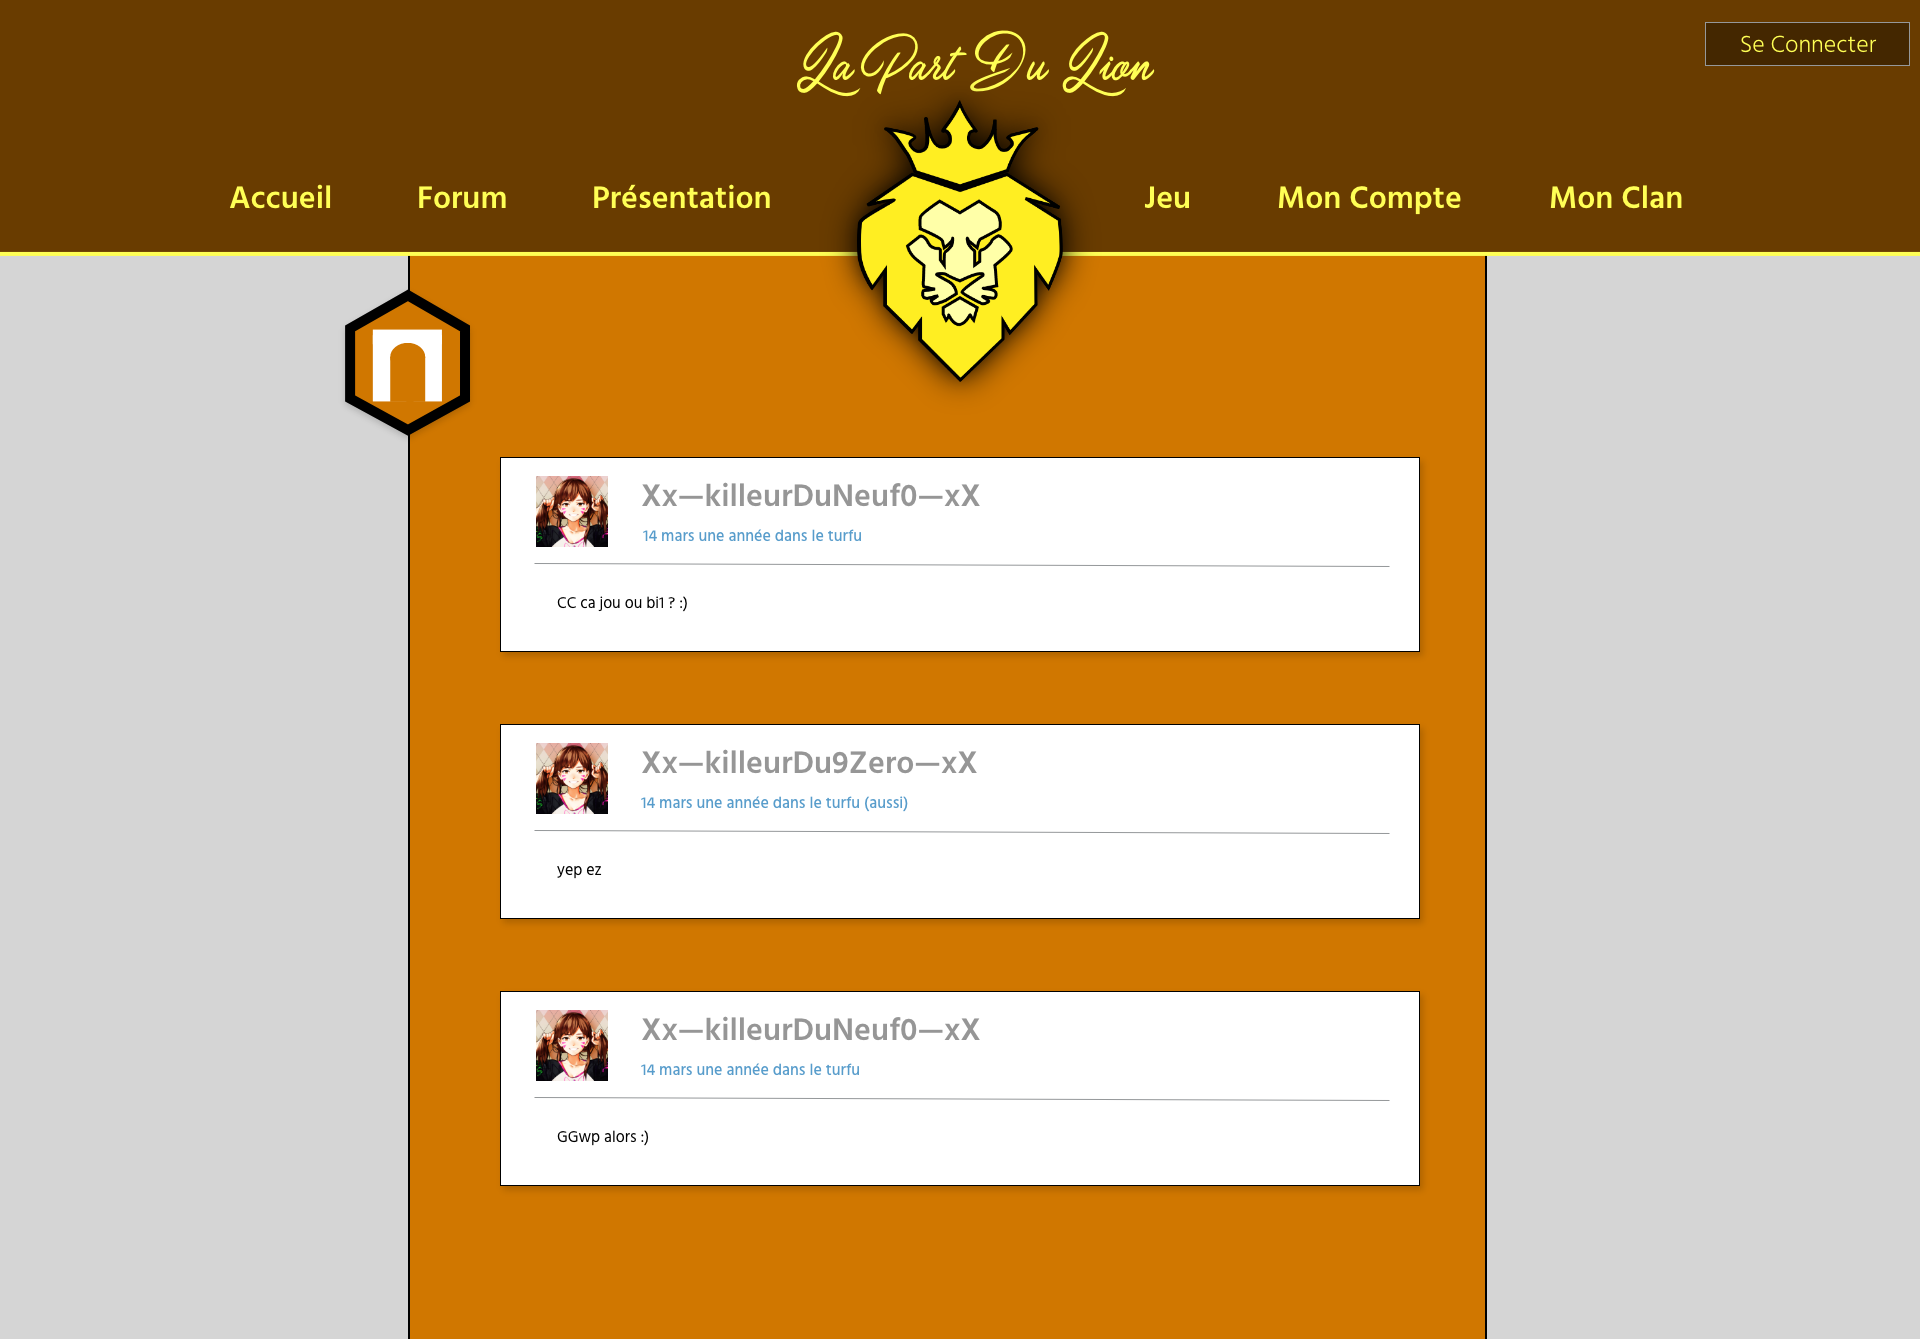 La Part Du Lion
Se Connecter
Accueil Forum Présentation Jeu Mon Compte Mon Clan
n
Xx—killeurDuNeuf0—xX
14 mars une année dans le turfu
CC ca jou ou bi1 ? :)
Xx—killeurDu9Zero—xX
14 mars une année dans le turfu (aussi)
yep ez
Xx—killeurDuNeuf0—xX
14 mars une année dans le turfu
GGwp alors :)